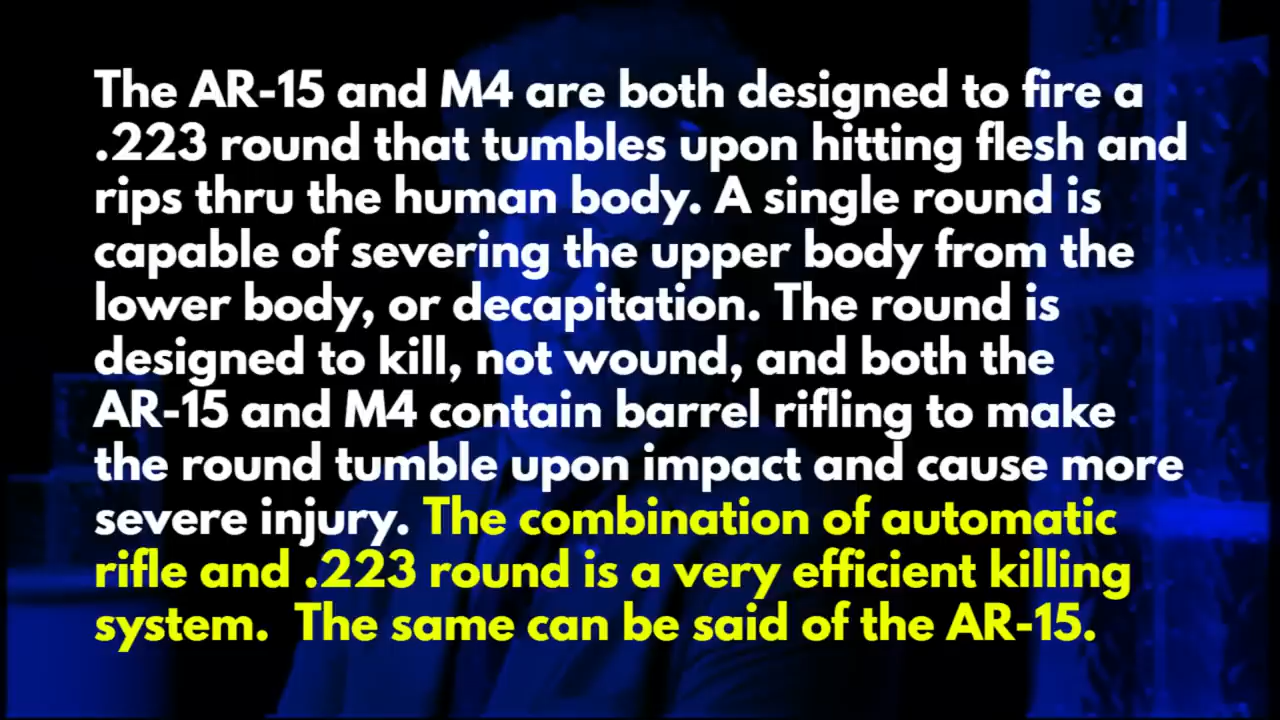 The AR-15 and M4 are both designed to fire a
.223 round that tumbles upon hitting flesh and
rips thru the human body. A single round is
capable of severing the upper body from the
lower body, or decapitation. The round is
designed to kill, not wound, and both the
AR-15 and M4 contain barrel rifling to make
the round tumble upon impact and cause more
severe injury. The combination of automatic
rifle and .223 round is a very efficient killing
system.  The same can be said of the AR-15.